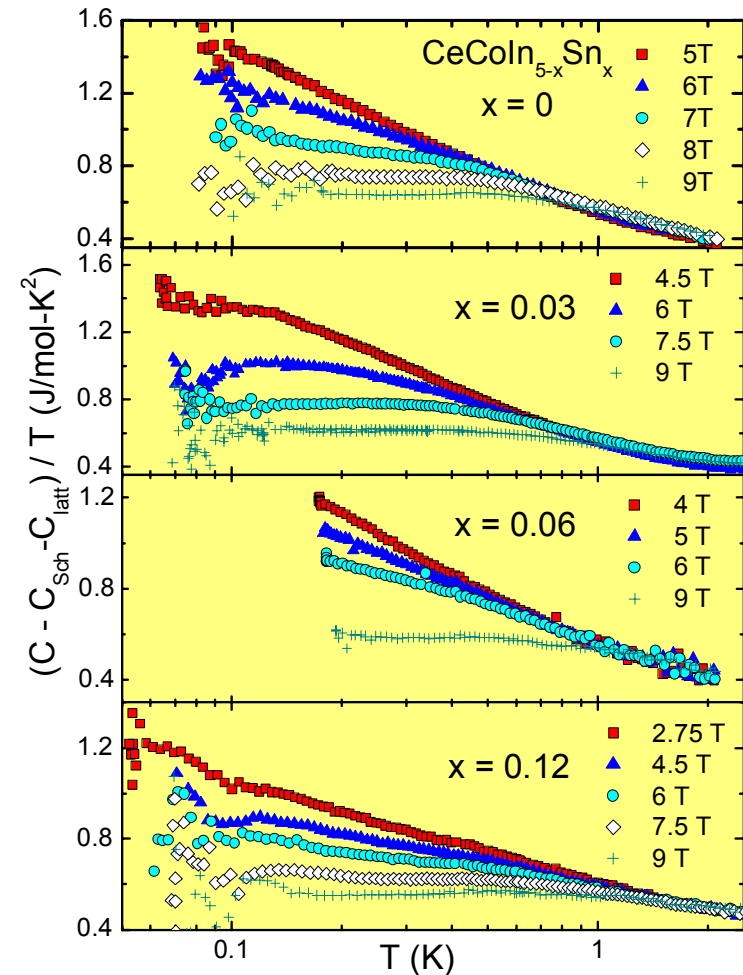 (C - C_Sch - C_latt) / T (J/mol-K²)
1.6
1.2
0.8
0.4
CeCoIn₅₋ₓSnₓ
x = 0
5T
6T
7T
8T
9T
1.6
1.2
0.8
0.4
x = 0.03
4.5 T
6 T
7.5 T
9 T
1.2
0.8
0.4
x = 0.06
4 T
5 T
6 T
9 T
1.2
0.8
0.4
x = 0.12
2.75 T
4.5 T
6 T
7.5 T
9 T
0.1
1
T (K)